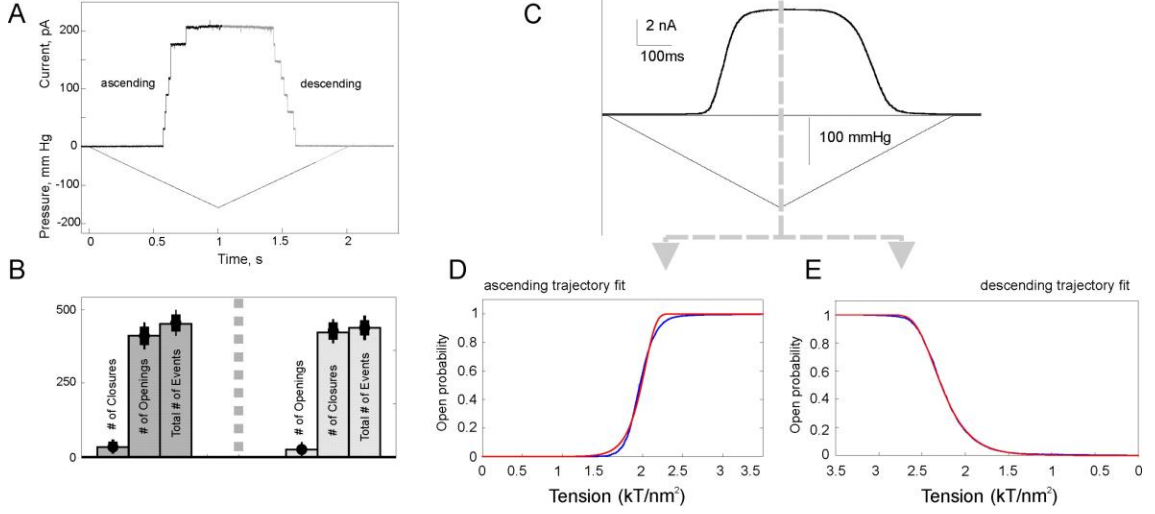 A
Current, pA
200
100
0
ascending
descending
Pressure, mm Hg
-100
-200
0
0.5
1
1.5
2
Time, s
B
500
250
0
# of Closures
# of Openings
Total # of Events
# of Openings
# of Closures
Total # of Events
C
2 nA
100ms
100 mmHg
D
ascending trajectory fit
Open probability
1
0.8
0.6
0.4
0.2
0
0 0.5 1 1.5 2 2.5 3 3.5
Tension (kT/nm²)
E
descending trajectory fit
Open probability
1
0.8
0.6
0.4
0.2
0
3.5 3 2.5 2 1.5 1 0.5 0
Tension (kT/nm²)